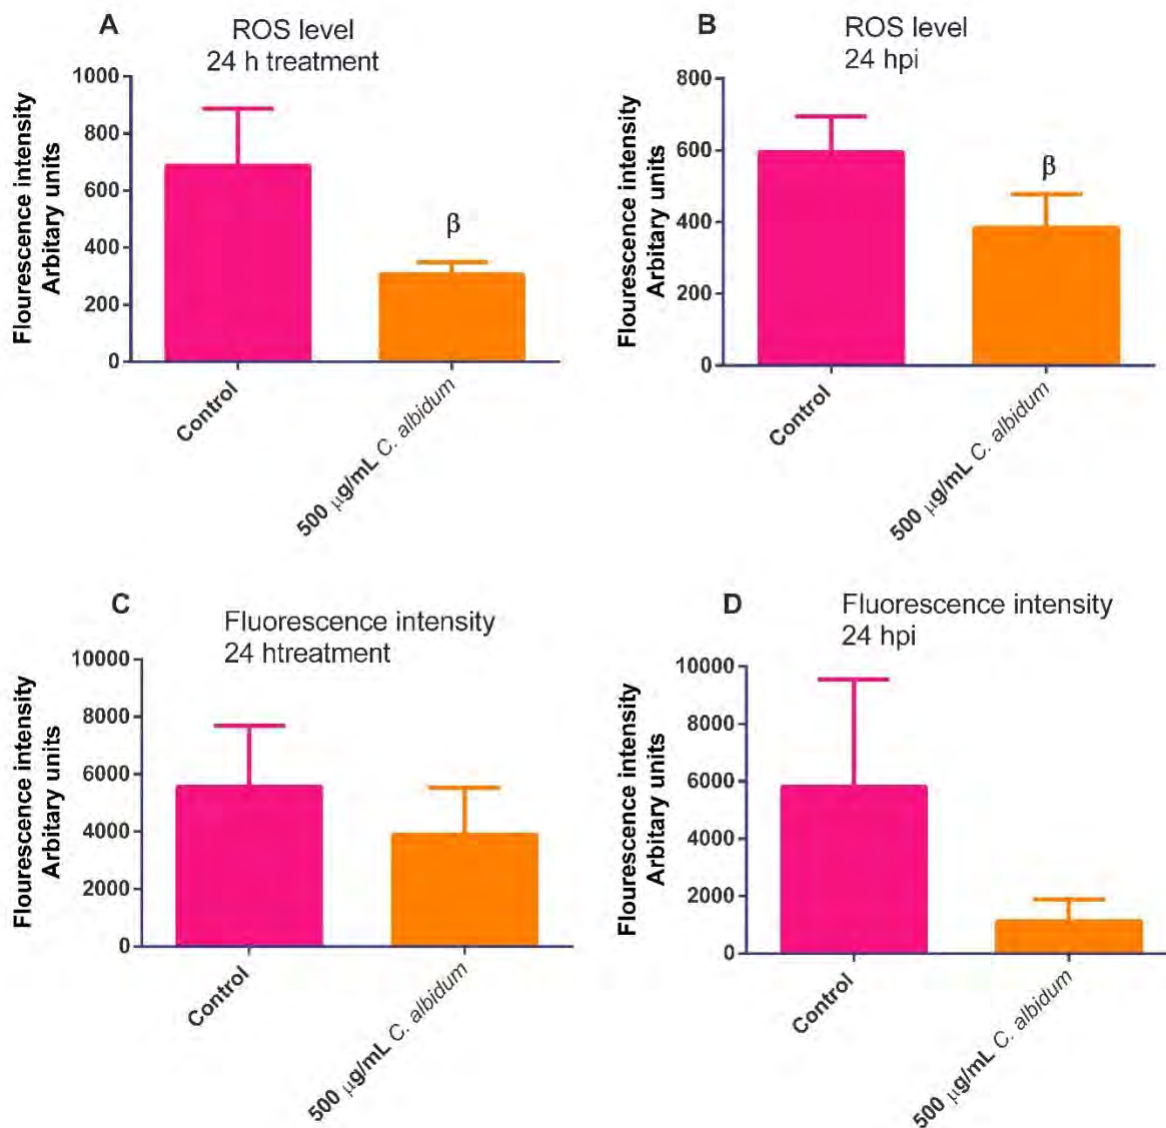 A
ROS level
24 h treatment
Flourescence intensity
Arbitary units
1000
800
600
400
200
0
β
Control
500 μg/mL C. albidum
B
ROS level
24 hpi
Flourescence intensity
Arbitary units
800
600
400
200
0
β
Control
500 μg/mL C. albidum
C
Fluorescence intensity
24 htreatment
Flourescence intensity
Arbitary units
10000
8000
6000
4000
2000
0
Control
500 μg/mL C. albidum
D
Fluorescence intensity
24 hpi
Flourescence intensity
Arbitary units
10000
8000
6000
4000
2000
0
Control
500 μg/mL C. albidum